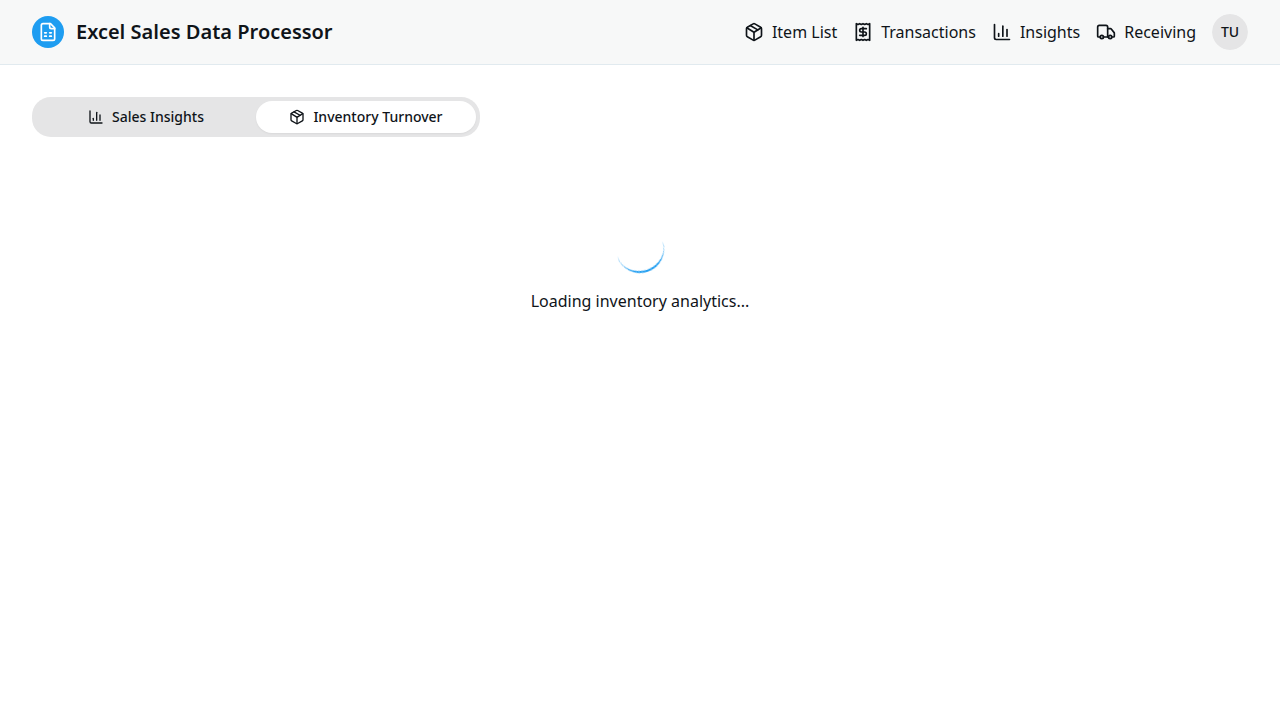 Excel Sales Data Processor
Item List
Transactions
Insights
Receiving
TU
Sales Insights
Inventory Turnover
Loading inventory analytics...